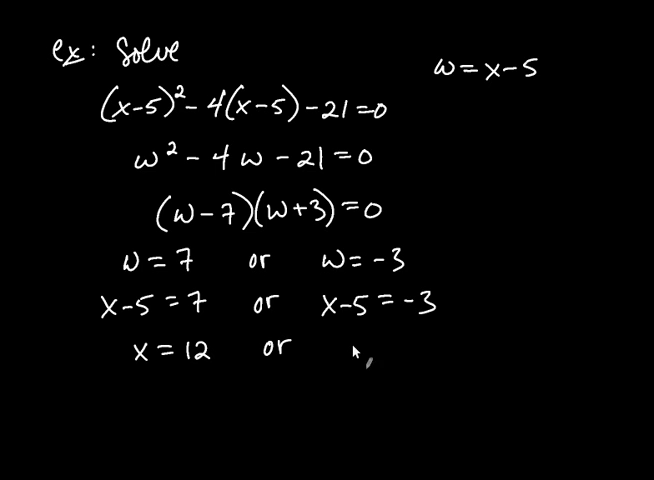 ex: Solve
w = x - 5
(x-5)² - 4(x-5) - 21 = 0
w² - 4w - 21 = 0
(w-7)(w+3) = 0
w = 7 or w = -3
x-5 = 7 or x-5 = -3
x = 12 or